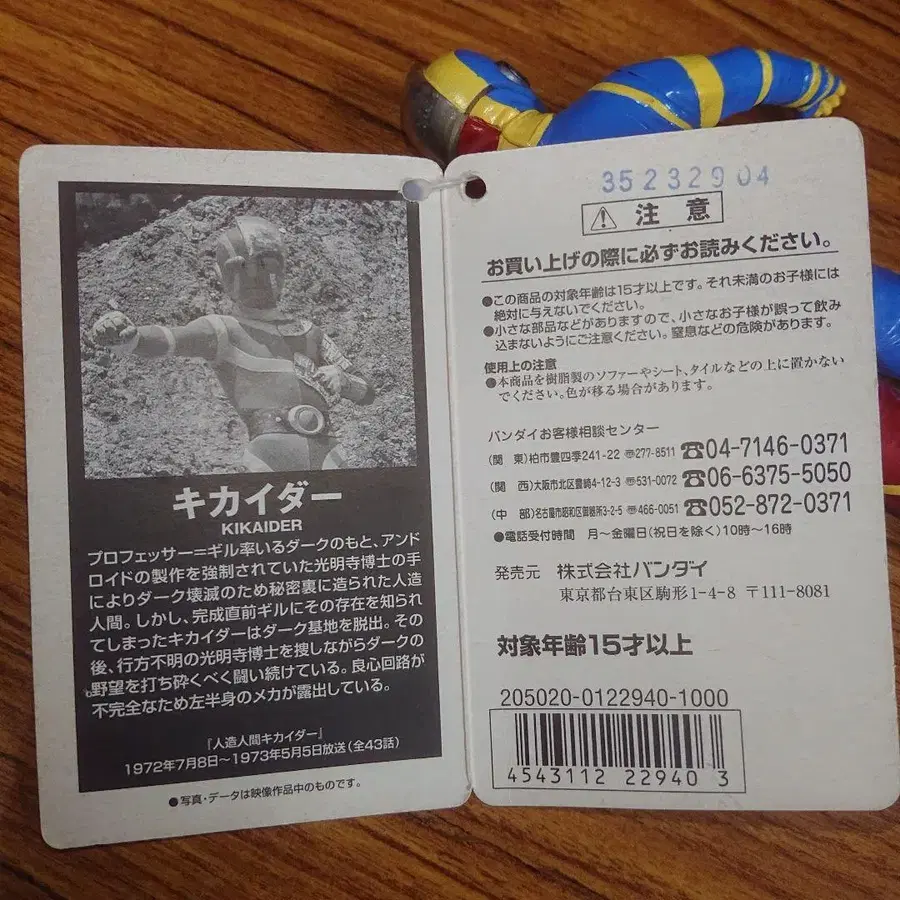 キカイダー
KIKAIDER
プロフェッサー=ギル率いるダークのもと、アンド
ロイドの製作を強制されていた光明寺博士の手
によりダーク壊滅のため秘密裏に造られた人造
人間。しかし、完成直前ギルにその存在を知られ
てしまったキカイダーはダーク基地を脱出。その
後、行方不明の光明寺博士を捜しながらダークの
野望を打ち砕くべく闘い続けている。良心回路が
不完全なため左半身のメカが露出している。
『人造人間キカイダー』
1972年7月8日〜1973年5月5日放送(全43話)
●写真・データは映像作品中のものです。
35232904
⚠ 注 意
お買い上げの際に必ずお読みください。
●この商品の対象年齢は15才以上です。それ未満のお子様には
絶対に与えないでください。
●小さな部品などがありますので、小さなお子様が誤って飲み
込まないようにご注意ください。窒息などの危険があります。
使用上の注意
●本商品を樹脂製のソファーやシート、タイルなどの上に置かない
でください。色が移る場合があります。
バンダイお客様相談センター
(関 東)柏市豊四季241-22 〒277-8511 ☎04-7146-0371
(関 西)大阪市北区豊崎4-12-3 〒531-0072 ☎06-6375-5050
(中 部)名古屋市昭和区御器所3-2-5 〒466-0051 ☎052-872-0371
●電話受付時間 月〜金曜日(祝日を除く)10時〜16時
発売元 株式会社バンダイ
東京都台東区駒形1-4-8 〒111-8081
対象年齢15才以上
205020-0122940-1000
4543112 229403